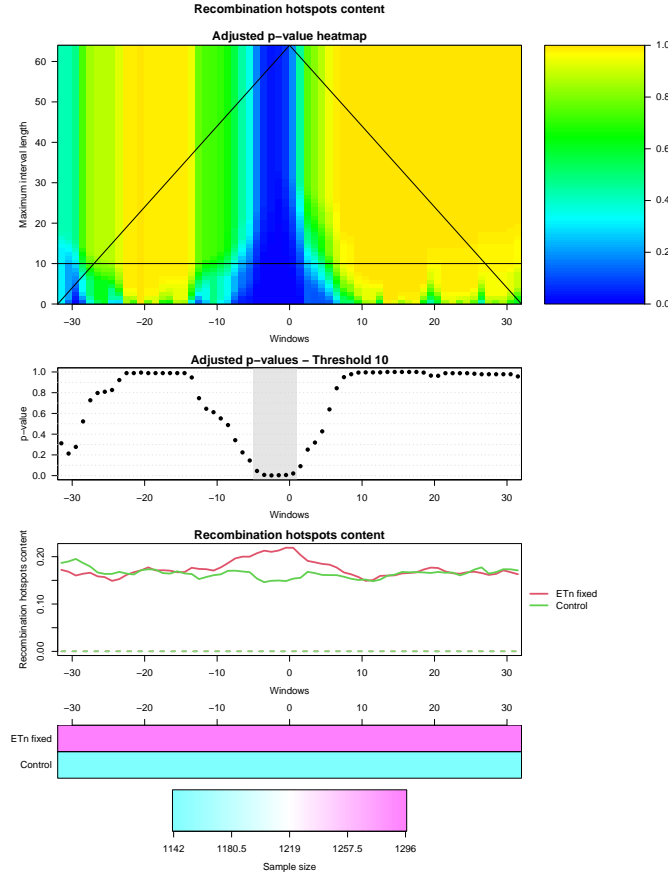 Recombination hotspots content
Adjusted p-value heatmap
Maximum interval length
60
50
40
30
20
10
0
−30 −20 −10 0 10 20 30
Windows
1.0
0.8
0.6
0.4
0.2
0.0
Adjusted p-values − Threshold 10
p-value
1.0
0.8
0.6
0.4
0.2
0.0
−30 −20 −10 0 10 20 30
Windows
Recombination hotspots content
Recombination hotspots content
0.20
0.10
0.00
−30 −20 −10 0 10 20 30
Windows
ETn fixed
Control
−30 −20 −10 0 10 20 30
ETn fixed
Control
1142 1180.5 1219 1257.5 1296
Sample size